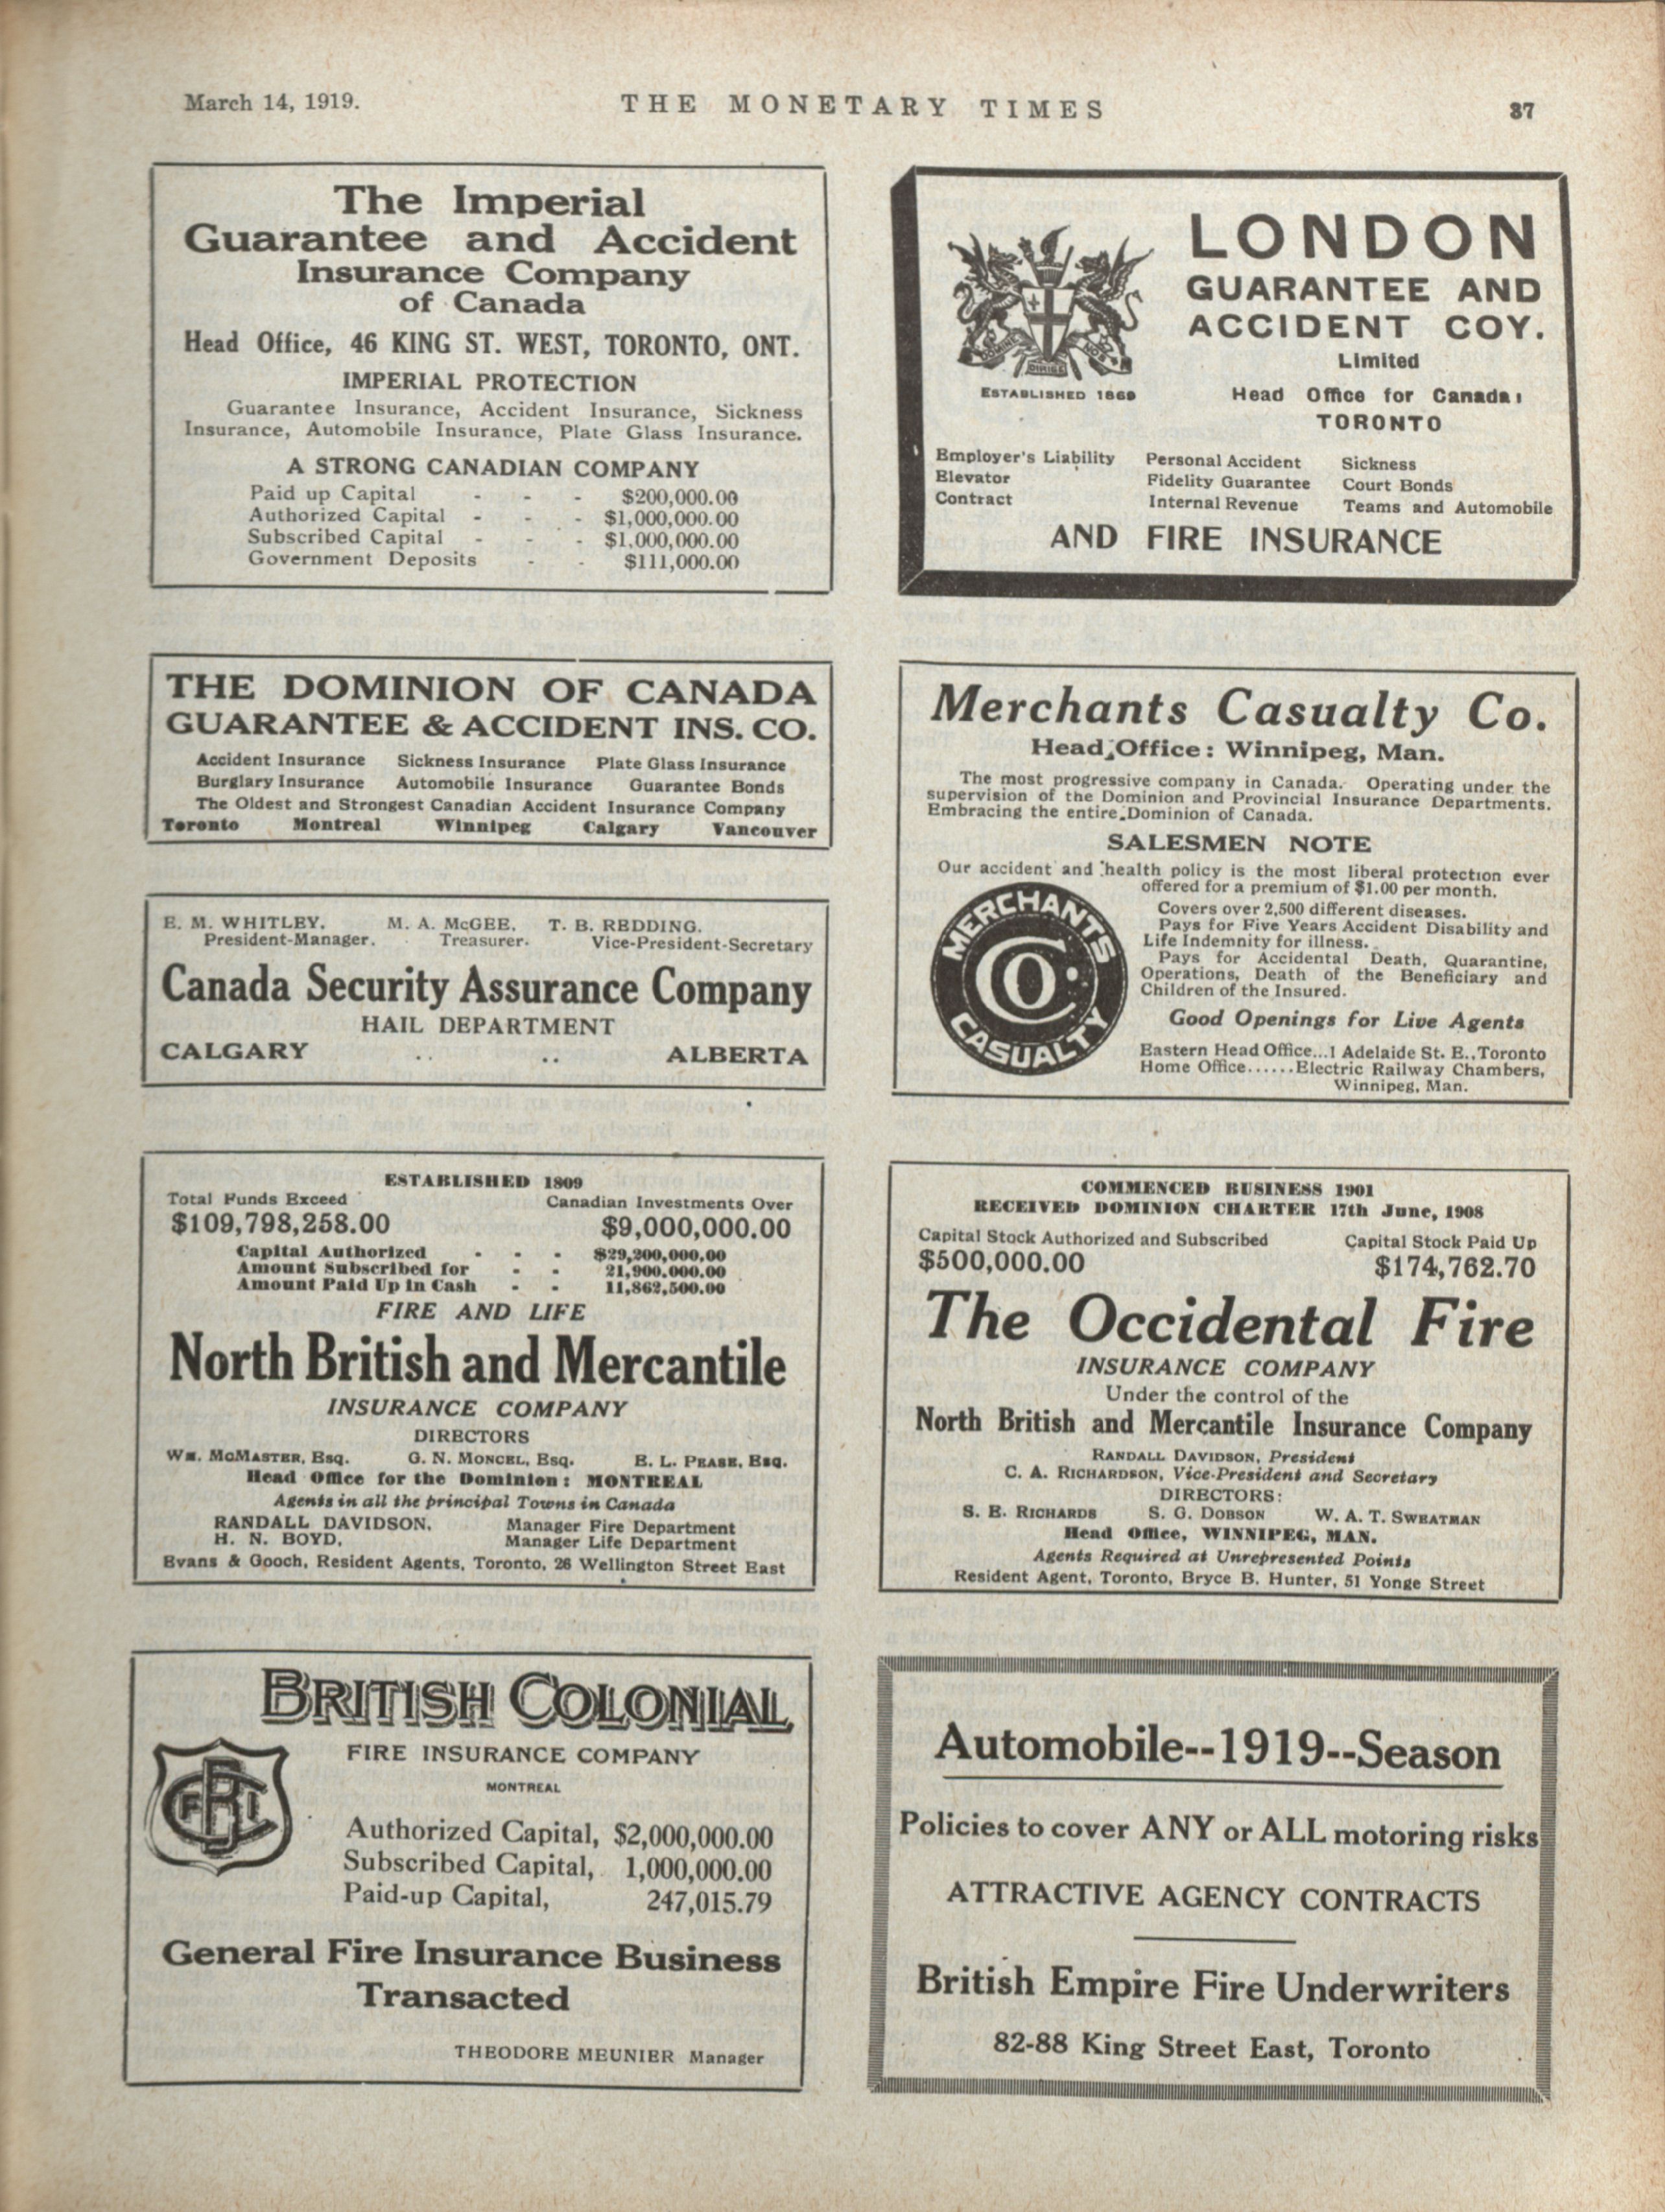 March 14, 1919.
THE MONETARY TIMES
37
The Imperial
Guarantee and Accident
Insurance Company
of Canada
Head Office, 46 KING ST. WEST, TORONTO, ONT.
IMPERIAL PROTECTION
Guarantee Insurance, Accident Insurance, Sickness
Insurance, Automobile Insurance, Plate Glass Insurance.
A STRONG CANADIAN COMPANY
Paid up Capital - - - $200,000.00
Authorized Capital - - - $1,000,000.00
Subscribed Capital - - - $1,000,000.00
Government Deposits - - $111,000.00
THE DOMINION OF CANADA
GUARANTEE & ACCIDENT INS. CO.
Accident Insurance Sickness Insurance Plate Glass Insurance
Burglary Insurance Automobile Insurance Guarantee Bonds
The Oldest and Strongest Canadian Accident Insurance Company
Toronto Montreal Winnipeg Calgary Vancouver
E. M. WHITLEY, M. A. McGEE, T. B. REDDING.
President-Manager. Treasurer. Vice-President-Secretary
Canada Security Assurance Company
HAIL DEPARTMENT
CALGARY .. .. ALBERTA
ESTABLISHED 1809
Total Funds Exceed Canadian Investments Over
$109,798,258.00 $9,000,000.00
Capital Authorized - - - $29,200,000.00
Amount Subscribed for - - 21,900,000.00
Amount Paid Up in Cash - - 11,862,500.00
FIRE AND LIFE
North British and Mercantile
INSURANCE COMPANY
DIRECTORS
Wm. McMaster, Esq. G. N. Moncel, Esq. E. L. Pease, Esq.
Head Office for the Dominion: MONTREAL
Agents in all the principal Towns in Canada
RANDALL DAVIDSON, Manager Fire Department
H. N. BOYD, Manager Life Department
Evans & Gooch, Resident Agents, Toronto, 26 Wellington Street East
BRITISH COLONIAL
FIRE INSURANCE COMPANY
MONTREAL
Authorized Capital, $2,000,000.00
Subscribed Capital, 1,000,000.00
Paid-up Capital, 247,015.79
General Fire Insurance Business
Transacted
THEODORE MEUNIER Manager
LONDON
GUARANTEE AND
ACCIDENT COY.
Limited
DOMINE DIRIGE NOS
ESTABLISHED 1869
Head Office for Canada:
TORONTO
Employer's Liability Personal Accident Sickness
Elevator Fidelity Guarantee Court Bonds
Contract Internal Revenue Teams and Automobile
AND FIRE INSURANCE
Merchants Casualty Co.
Head Office: Winnipeg, Man.
The most progressive company in Canada. Operating under the
supervision of the Dominion and Provincial Insurance Departments.
Embracing the entire Dominion of Canada.
SALESMEN NOTE
Our accident and health policy is the most liberal protection ever
offered for a premium of $1.00 per month.
Covers over 2,500 different diseases.
Pays for Five Years Accident Disability and
Life Indemnity for illness.
Pays for Accidental Death, Quarantine,
Operations, Death of the Beneficiary and
Children of the Insured.
MERCHANTS
CO
CASUALTY
Good Openings for Live Agents
Eastern Head Office...1 Adelaide St. E., Toronto
Home Office......Electric Railway Chambers,
Winnipeg, Man.
COMMENCED BUSINESS 1901
RECEIVED DOMINION CHARTER 17th June, 1908
Capital Stock Authorized and Subscribed Capital Stock Paid Up
$500,000.00 $174,762.70
The Occidental Fire
INSURANCE COMPANY
Under the control of the
North British and Mercantile Insurance Company
Randall Davidson, President
C. A. Richardson, Vice-President and Secretary
DIRECTORS:
S. E. Richards S. G. Dobson W. A. T. Sweatman
Head Office, WINNIPEG, MAN.
Agents Required at Unrepresented Points
Resident Agent, Toronto, Bryce B. Hunter, 51 Yonge Street
Automobile--1919--Season
Policies to cover ANY or ALL motoring risks
ATTRACTIVE AGENCY CONTRACTS
British Empire Fire Underwriters
82-88 King Street East, Toronto